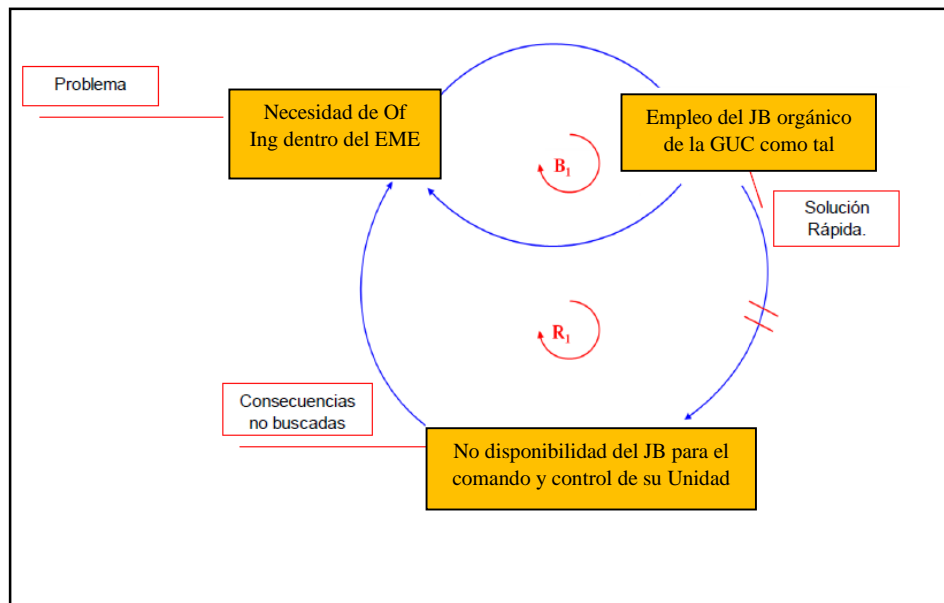 Problema
Necesidad de Of
Ing dentro del EME
Empleo del JB orgánico
de la GUC como tal
B1
Solución
Rápida.
R1
Consecuencias
no buscadas
No disponibilidad del JB para el
comando y control de su Unidad